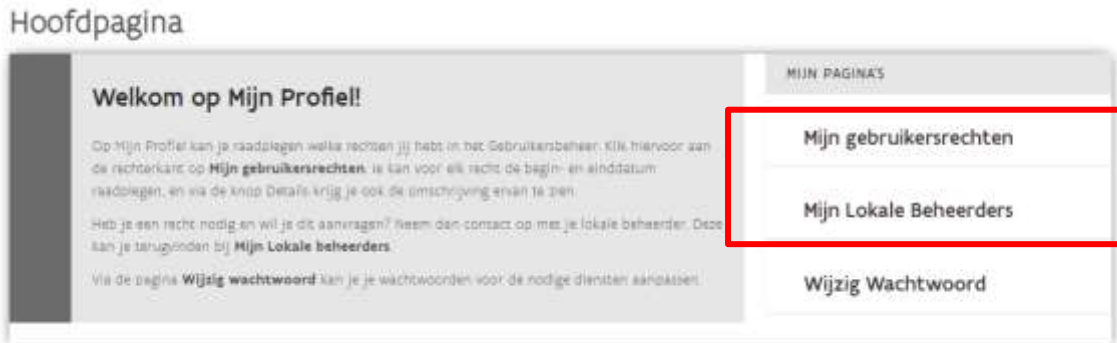 Hoofdpagina
Welkom op Mijn Profiel!
Op Mijn Profiel kan je raadplegen welke rechten jij hebt in het Gebruikersbeheer. Klik hiervoor aan
de rechterkant op Mijn gebruikersrechten. Je kan voor elk recht de begin- en einddatum
raadplegen, en via de knop Details krijg je ook de omschrijving ervan te zien.
Heb je een recht nodig en wil je dit aanvragen? Neem dan contact op met je lokale beheerder. Deze
kan je terugvinden bij Mijn Lokale beheerders
Via de pagina Wijzig wachtwoord kan je je wachtwoorden voor de nodige diensten aanpassen.
MIJN PAGINA'S
Mijn gebruikersrechten
Mijn Lokale Beheerders
Wijzig Wachtwoord